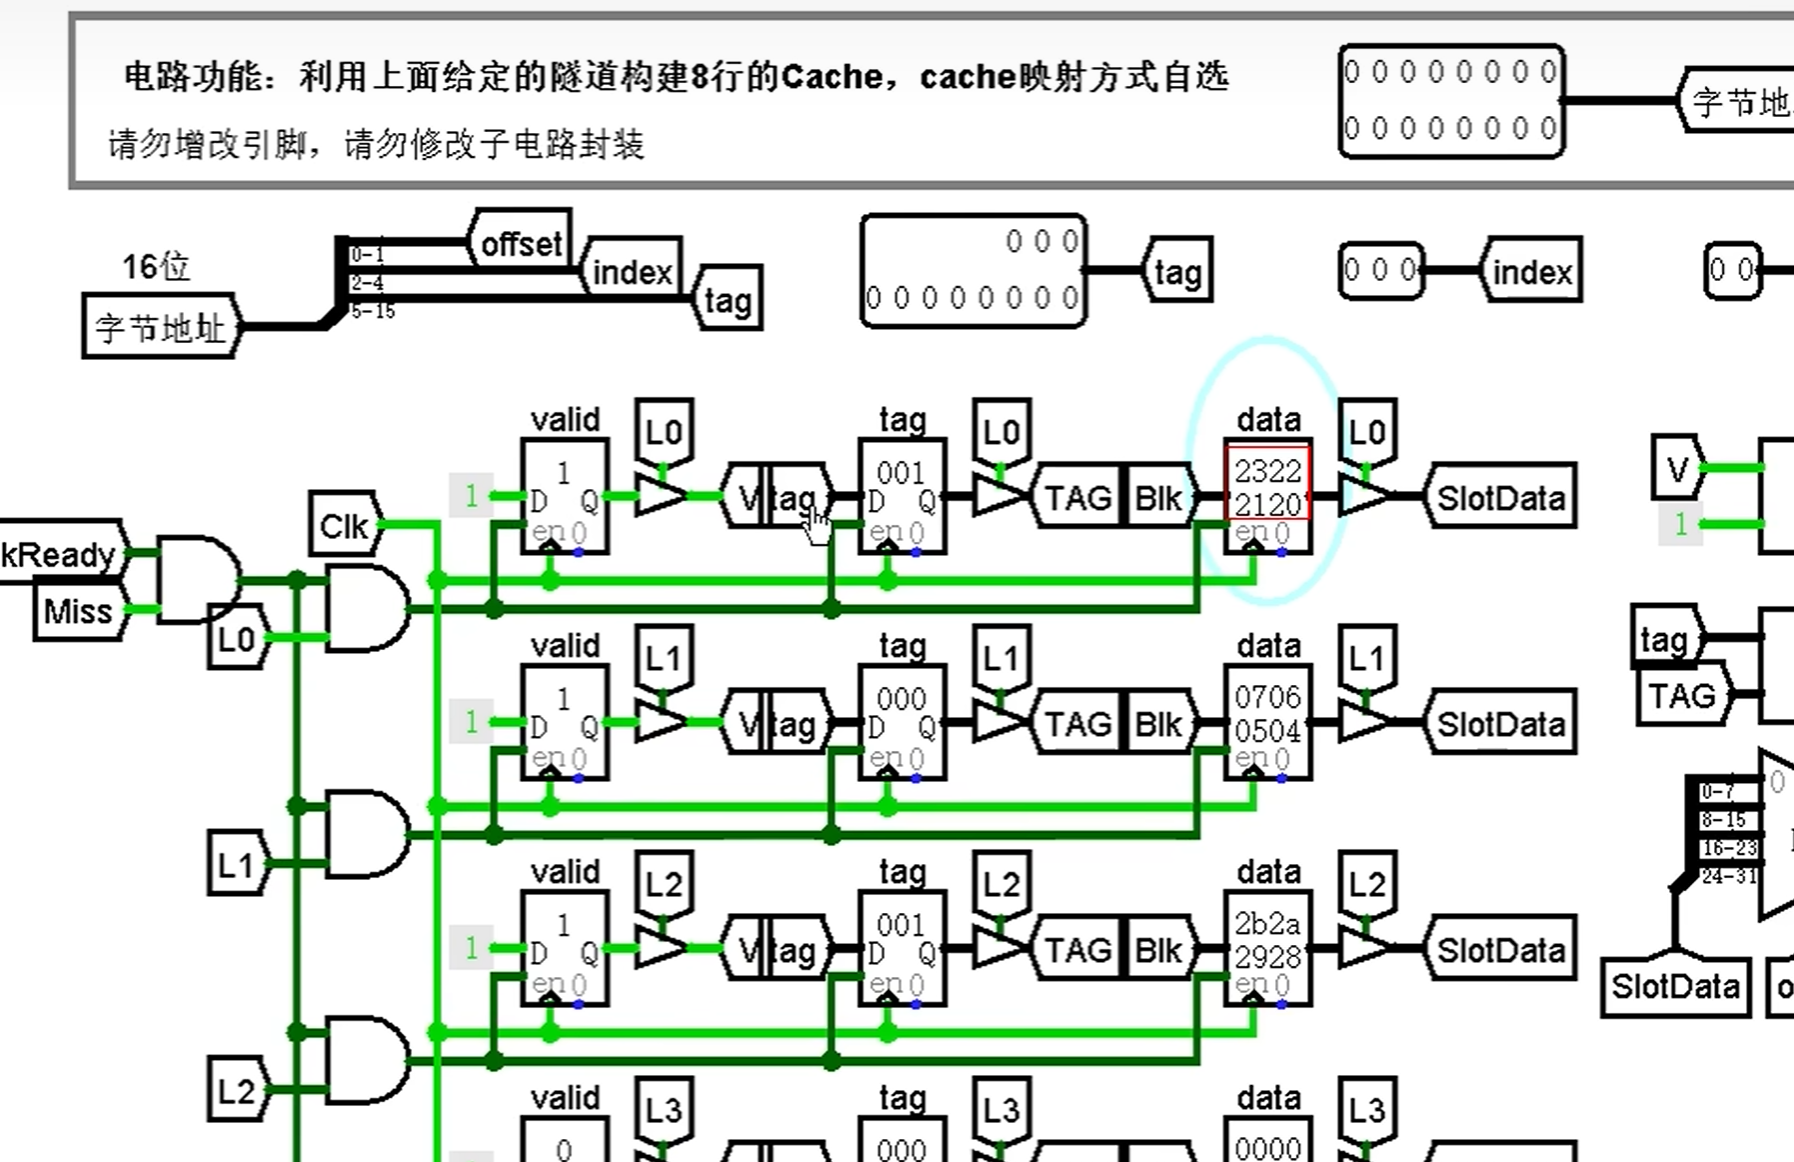 电路功能：利用上面给定的隧道构建8行的Cache，cache映射方式自选
请勿增改引脚，请勿修改子电路封装
0 0 0 0 0 0 0 0
0 0 0 0 0 0 0 0
字节地
16位
字节地址
0-1
2-4
5-15
offset
index
tag
0 0 0
0 0 0 0 0 0 0 0
tag
0 0 0
index
0 0
valid L0 tag L0 data L0
1 D 1 Q en 0 V tag D 001 Q en 0 TAG Blk 2322 2120 en 0 SlotData
Clk
kReady
Miss
L0
V
1
valid L1 tag L1 data L1
1 D 1 Q en 0 V tag D 000 Q en 0 TAG Blk 0706 0504 en 0 SlotData
L1
tag
TAG
0
0-7
8-15
16-23
24-31
SlotData
valid L2 tag L2 data L2
1 D 1 Q en 0 V tag D 001 Q en 0 TAG Blk 2b2a 2928 en 0 SlotData
L2
valid L3 tag L3 data L3
0 000 0000